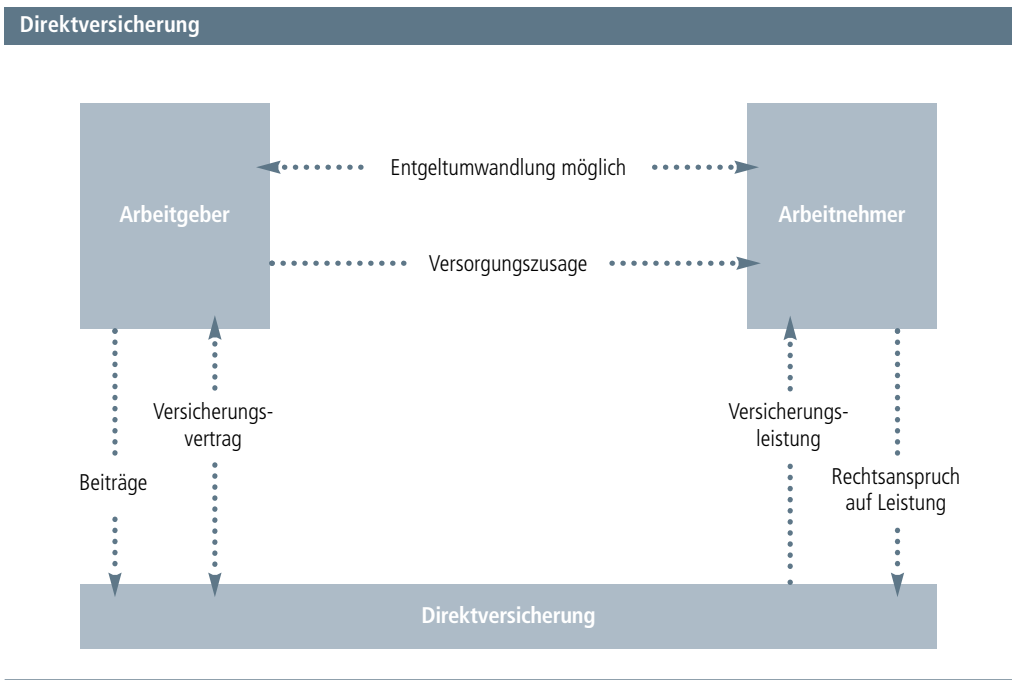 Direktversicherung
Entgeltumwandlung möglich
Arbeitgeber
Arbeitnehmer
Versorgungszusage
Versicherungs-
vertrag
Versicherungs-
leistung
Beiträge
Rechtsanspruch
auf Leistung
Direktversicherung